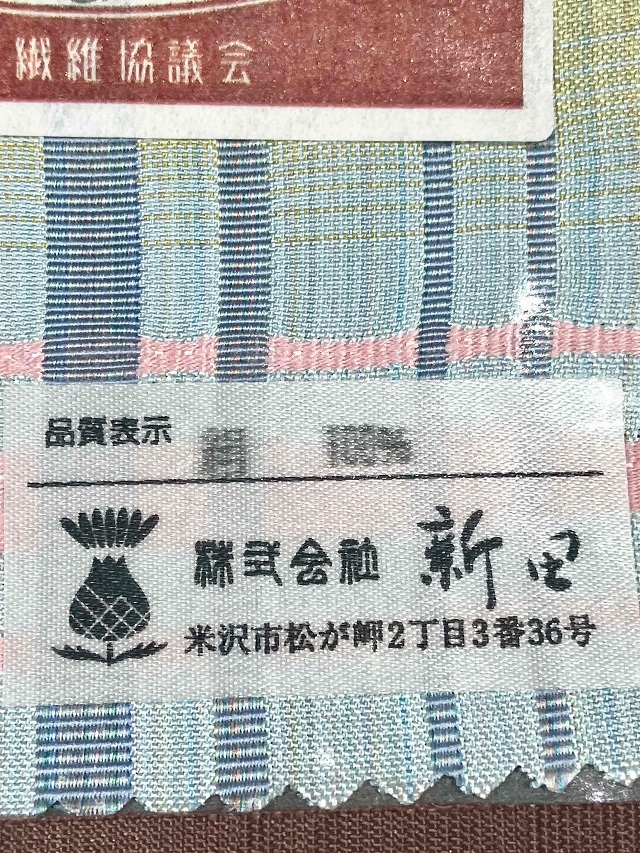 繊維協議会
品質表示
株式会社 新田
米沢市松が岬2丁目3番36号